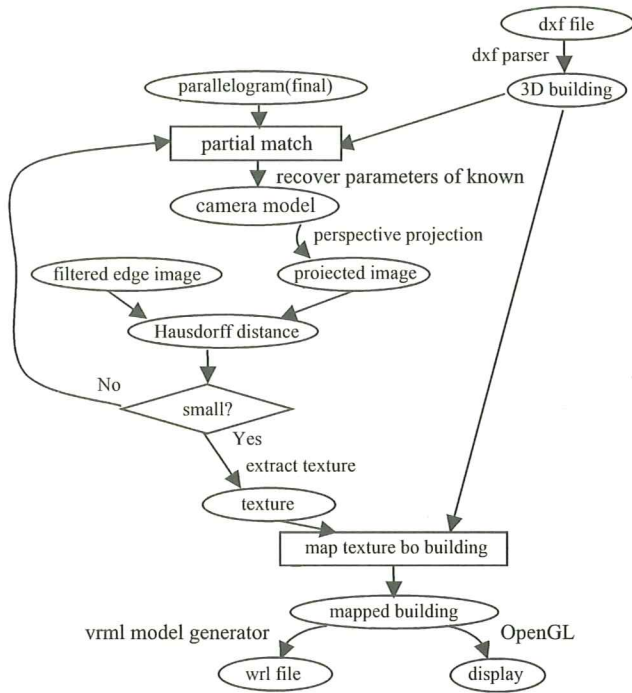 dxf file
dxf parser
3D building
parallelogram(final)
partial match
recover parameters of known
camera model
perspective projection
filtered edge image
proiected image
Hausdorff distance
No
small?
Yes
extract texture
texture
map texture bo building
mapped building
vrml model generator
OpenGL
wrl file
display